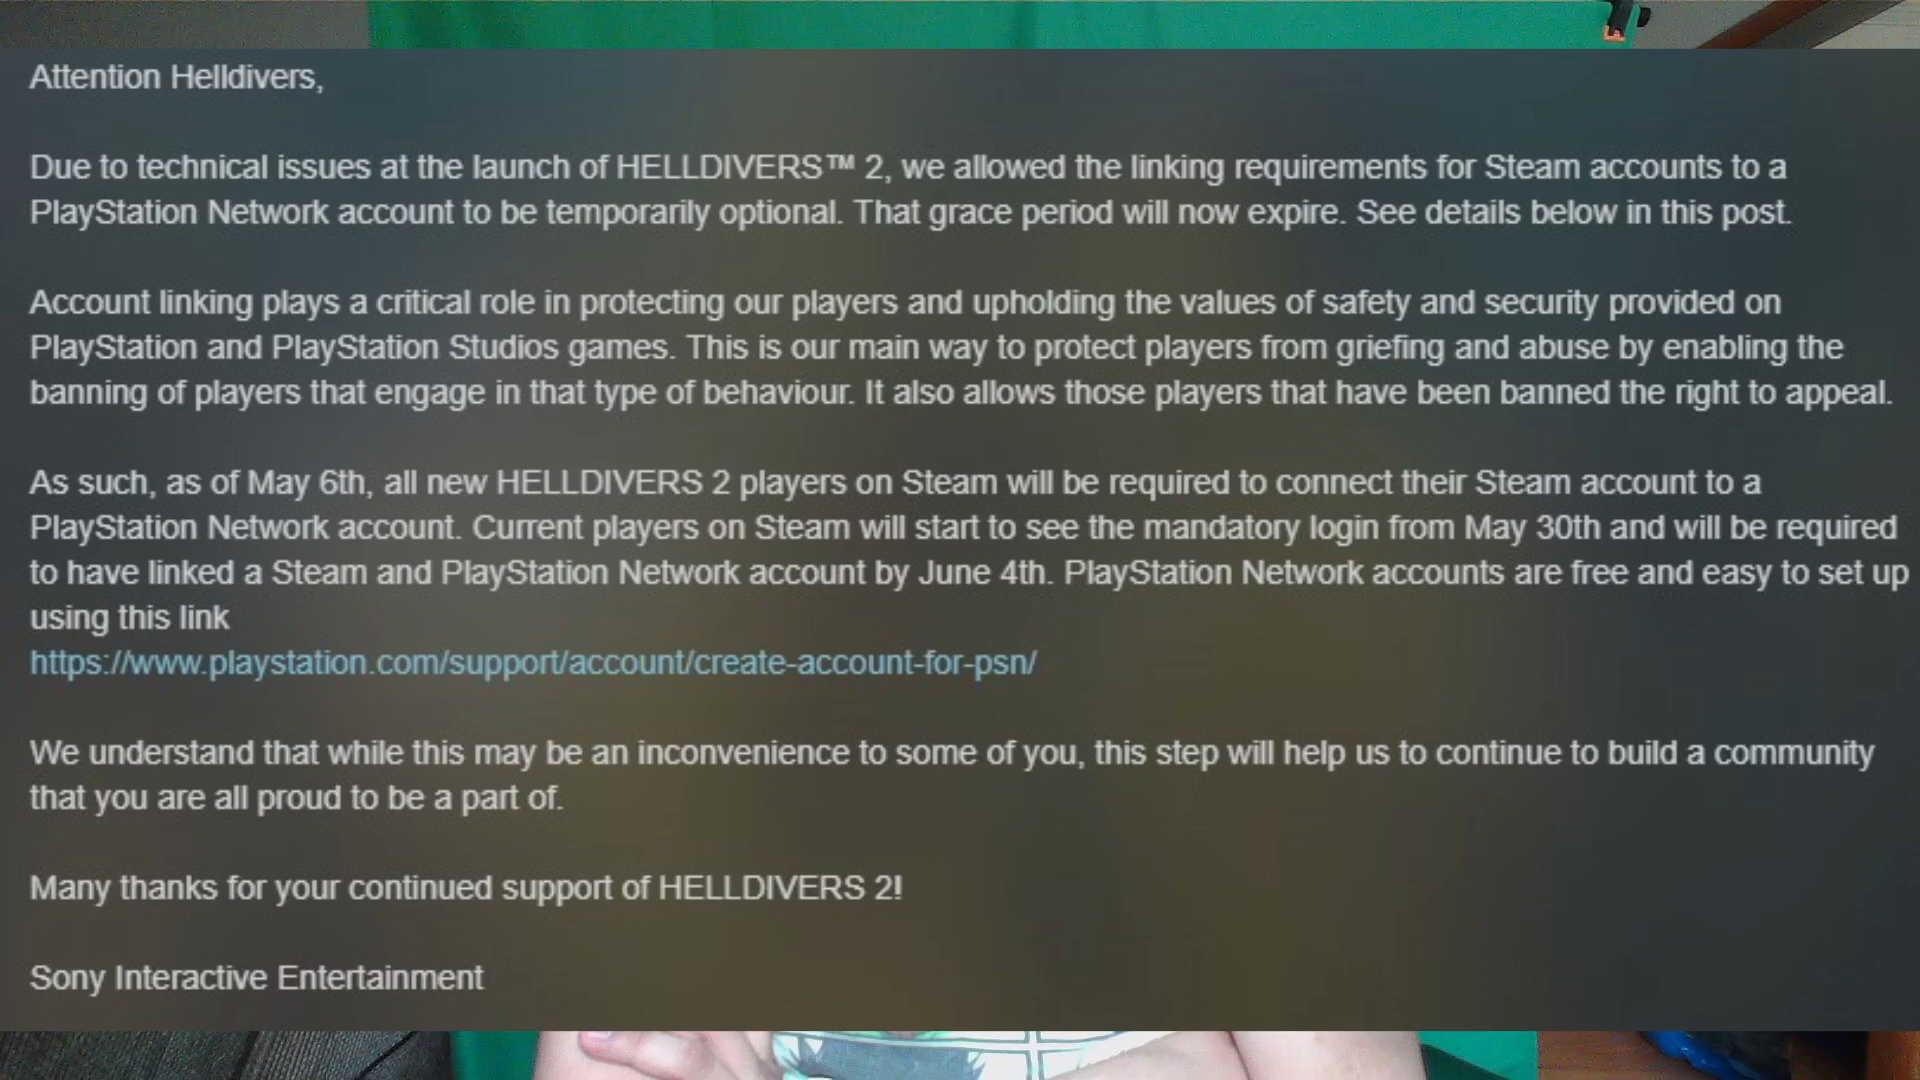 Attention Helldivers,
Due to technical issues at the launch of HELLDIVERS™ 2, we allowed the linking requirements for Steam accounts to a
PlayStation Network account to be temporarily optional. That grace period will now expire. See details below in this post.
Account linking plays a critical role in protecting our players and upholding the values of safety and security provided on
PlayStation and PlayStation Studios games. This is our main way to protect players from griefing and abuse by enabling the
banning of players that engage in that type of behaviour. It also allows those players that have been banned the right to appeal.
As such, as of May 6th, all new HELLDIVERS 2 players on Steam will be required to connect their Steam account to a
PlayStation Network account. Current players on Steam will start to see the mandatory login from May 30th and will be required
to have linked a Steam and PlayStation Network account by June 4th. PlayStation Network accounts are free and easy to set up
using this link
https://www.playstation.com/support/account/create-account-for-psn/
We understand that while this may be an inconvenience to some of you, this step will help us to continue to build a community
that you are all proud to be a part of.
Many thanks for your continued support of HELLDIVERS 2!
Sony Interactive Entertainment